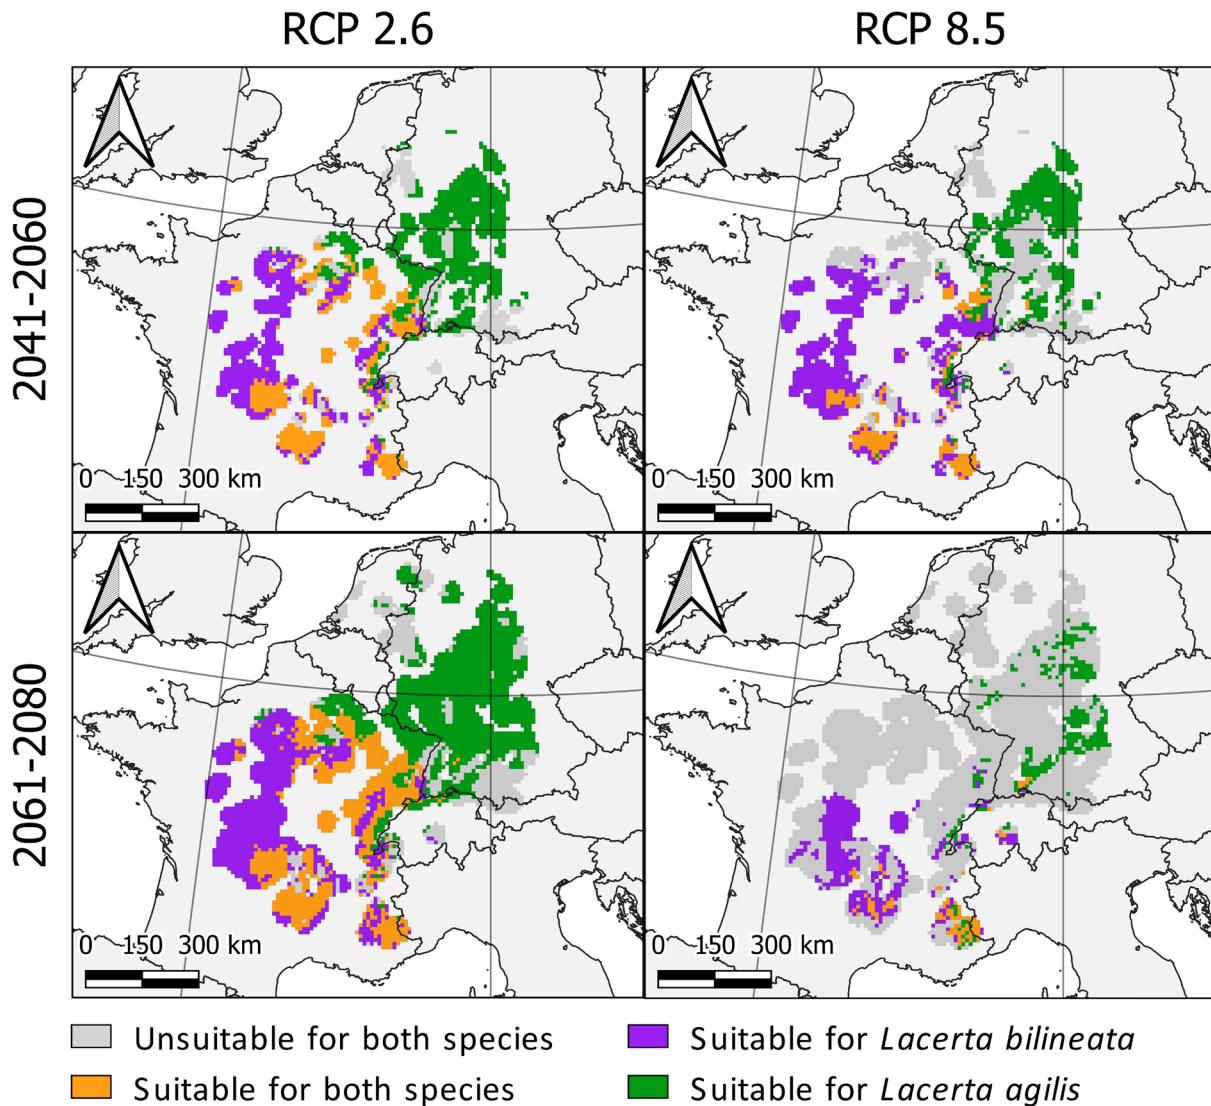 RCP 2.6 RCP 8.5
2041-2060
0 150 300 km
0 150 300 km
2061-2080
0 150 300 km
0 150 300 km
Unsuitable for both species
Suitable for Lacerta bilineata
Suitable for both species
Suitable for Lacerta agilis